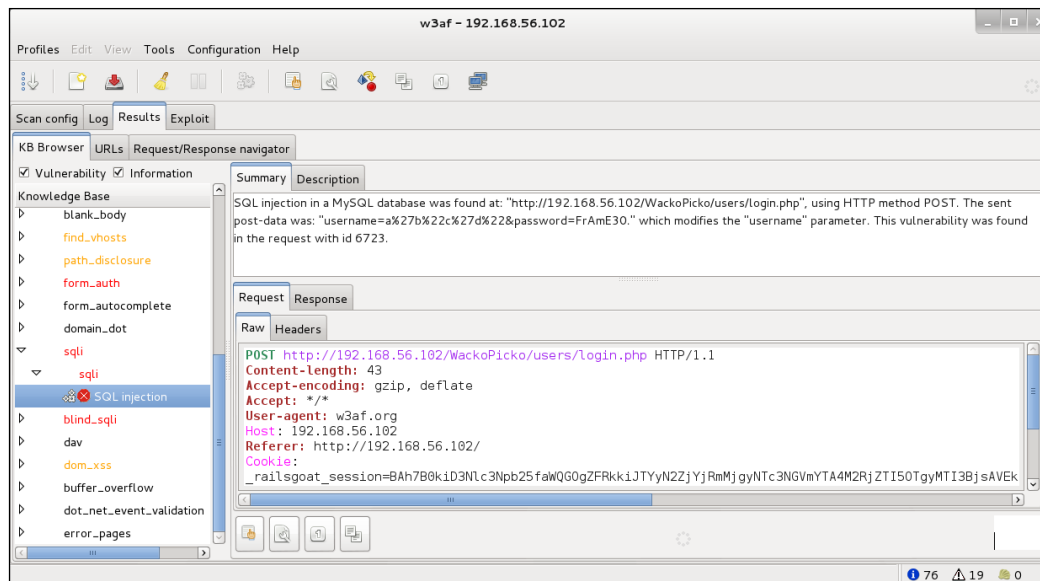 w3af - 192.168.56.102
Profiles Edit View Tools Configuration Help
Scan config Log Results Exploit
KB Browser URLs Request/Response navigator
Vulnerability Information
Knowledge Base
blank_body
find_vhosts
path_disclosure
form_auth
form_autocomplete
domain_dot
sqli
sqli
SQL injection
blind_sqli
dav
dom_xss
buffer_overflow
dot_net_event_validation
error_pages
Summary Description
SQL injection in a MySQL database was found at: "http://192.168.56.102/WackoPicko/users/login.php", using HTTP method POST. The sent
post-data was: "username=a%27b%22c%27d%22&password=FrAmE30." which modifies the "username" parameter. This vulnerability was found
in the request with id 6723.
Request Response
Raw Headers
POST http://192.168.56.102/WackoPicko/users/login.php HTTP/1.1
Content-length: 43
Accept-encoding: gzip, deflate
Accept: */*
User-agent: w3af.org
Host: 192.168.56.102
Referer: http://192.168.56.102/
Cookie:
_railsgoat_session=BAh7B0kiD3Nlc3Npb25faWQGOgZFRkkiJTYyN2ZjYjRmMjgyNTc3NGVmYTA4M2RjZTI5OTgyMTI3BjsAVEk
76 19 0